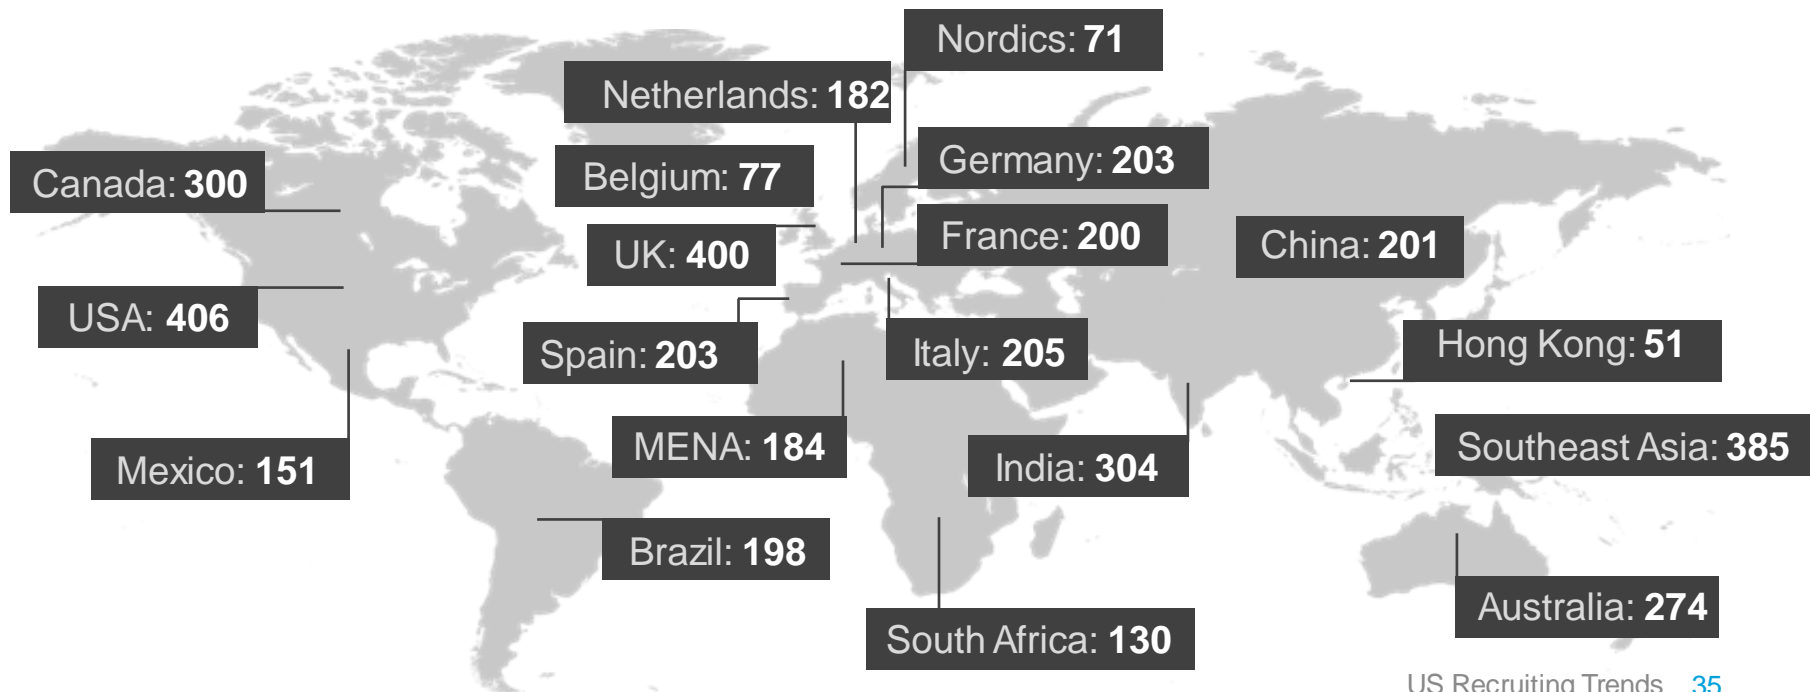 Nordics: 71
Netherlands: 182
Germany: 203
Belgium: 77
Canada: 300
France: 200
China: 201
UK: 400
USA: 406
Spain: 203
Italy: 205
Hong Kong: 51
MENA: 184
India: 304
Southeast Asia: 385
Mexico: 151
Brazil: 198
Australia: 274
South Africa: 130
US Recruiting Trends 35